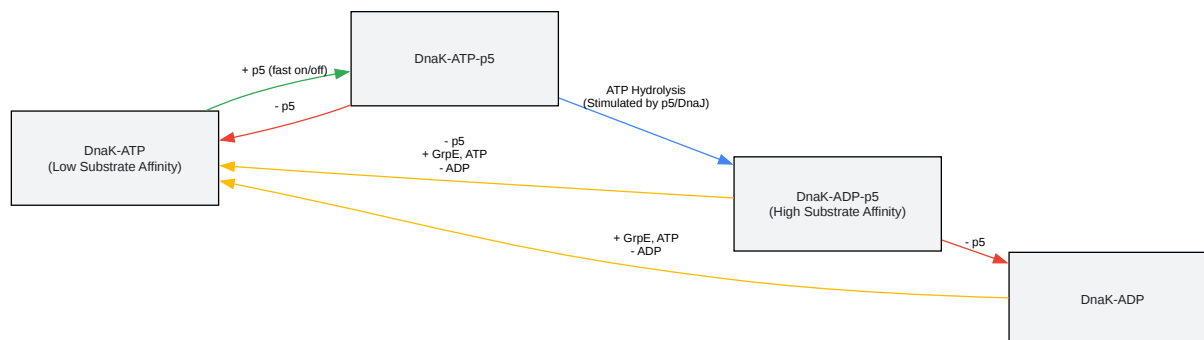 DnaK-ATP-p5
+ p5 (fast on/off)
- p5
ATP Hydrolysis
(Stimulated by p5/DnaJ)
DnaK-ATP
(Low Substrate Affinity)
- p5
+ GrpE, ATP
- ADP
DnaK-ADP-p5
(High Substrate Affinity)
+ GrpE, ATP
- ADP
- p5
DnaK-ADP